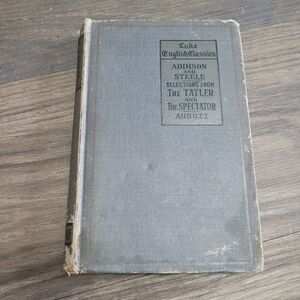 Lake
English Classics
ADDISON
AND
STEELE
SELECTIONS FROM
THE TATLER
AND
THE SPECTATOR
ABBOTT